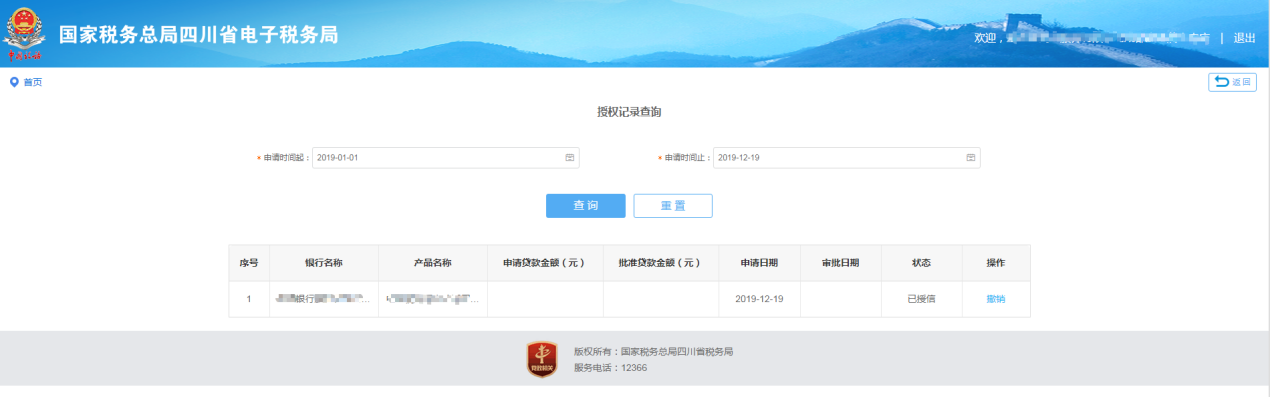 国家税务总局四川省电子税务局
欢迎， | 退出
首页
返回
授权记录查询
* 申请时间起： 2019-01-01 * 申请时间止： 2019-12-19
查询 重置
序号 银行名称 产品名称 申请贷款金额（元） 批准贷款金额（元） 申请日期 审批日期 状态 操作
1 银行 ... ... 2019-12-19 已授信 撤销
版权所有：国家税务总局四川省税务局
服务电话：12366